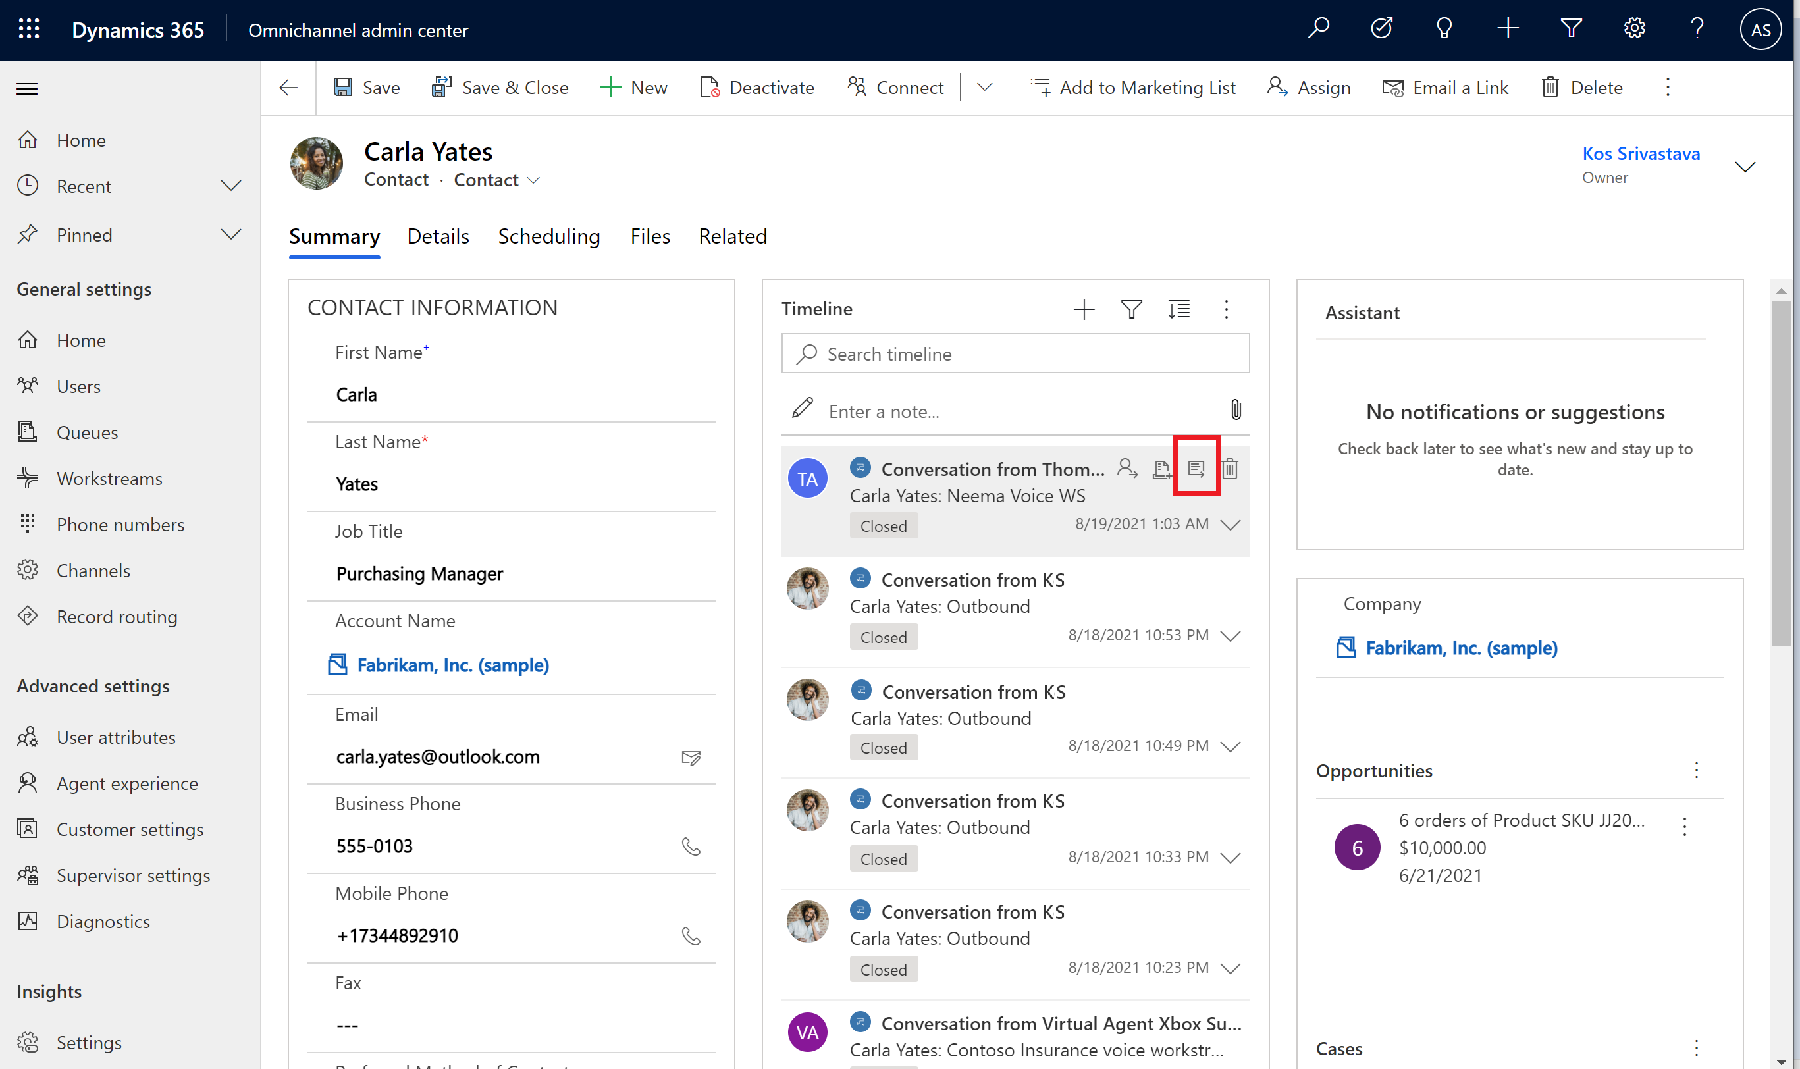 Dynamics 365
Omnichannel admin center
AS
Save
Save & Close
New
Deactivate
Connect
Add to Marketing List
Assign
Email a Link
Delete
Home
Recent
Pinned
General settings
Home
Users
Queues
Workstreams
Phone numbers
Channels
Record routing
Advanced settings
User attributes
Agent experience
Customer settings
Supervisor settings
Diagnostics
Insights
Settings
Carla Yates
Contact · Contact
Kos Srivastava
Owner
Summary
Details
Scheduling
Files
Related
CONTACT INFORMATION
First Name+
Carla
Last Name*
Yates
Job Title
Purchasing Manager
Account Name
Fabrikam, Inc. (sample)
Email
carla.yates@outlook.com
Business Phone
555-0103
Mobile Phone
+17344892910
Fax
---
Timeline
Search timeline
Enter a note...
TA
Conversation from Thom...
Carla Yates: Neema Voice WS
Closed
8/19/2021 1:03 AM
Conversation from KS
Carla Yates: Outbound
Closed
8/18/2021 10:53 PM
Conversation from KS
Carla Yates: Outbound
Closed
8/18/2021 10:49 PM
Conversation from KS
Carla Yates: Outbound
Closed
8/18/2021 10:33 PM
Conversation from KS
Carla Yates: Outbound
Closed
8/18/2021 10:23 PM
VA
Conversation from Virtual Agent Xbox Su...
Carla Yates: Contoso Insurance voice workstr...
Assistant
No notifications or suggestions
Check back later to see what's new and stay up to
date.
Company
Fabrikam, Inc. (sample)
Opportunities
6
6 orders of Product SKU JJ20...
$10,000.00
6/21/2021
Cases